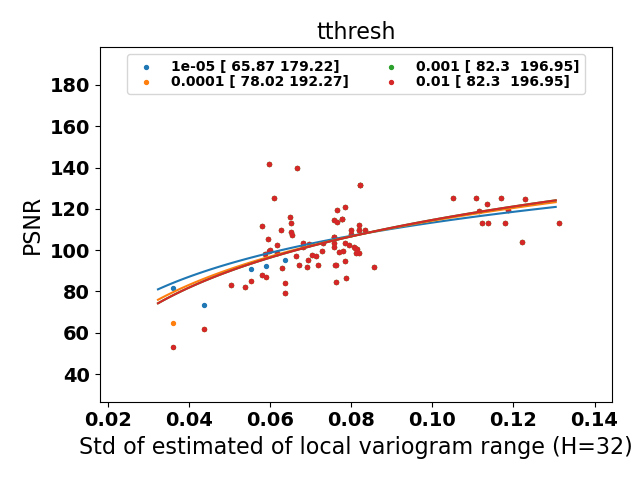 tthresh
1e-05 [ 65.87 179.22]
0.0001 [ 78.02 192.27]
0.001 [ 82.3  196.95]
0.01 [ 82.3  196.95]
PSNR
180
160
140
120
100
80
60
40
0.02 0.04 0.06 0.08 0.10 0.12 0.14
Std of estimated of local variogram range (H=32)